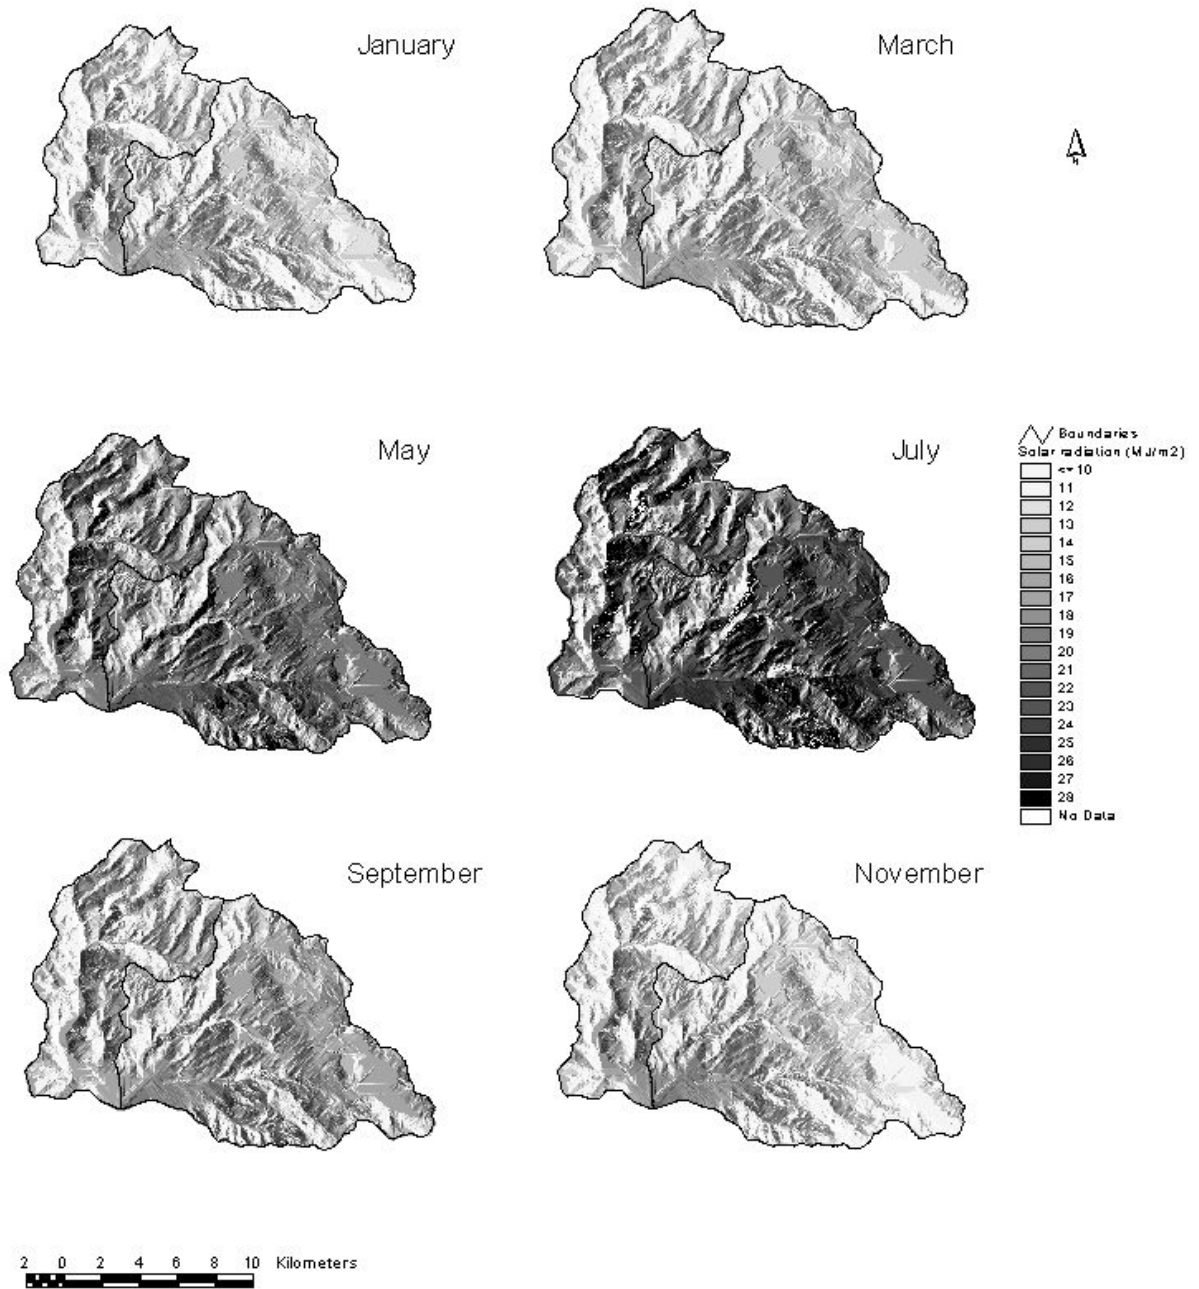 January
March
N
May
July
Boundaries
Solar radiation (MJ/m2)
<= 10
11
12
13
14
15
16
17
18
19
20
21
22
23
24
25
26
27
28
No Data
September
November
2 0 2 4 6 8 10 Kilometers